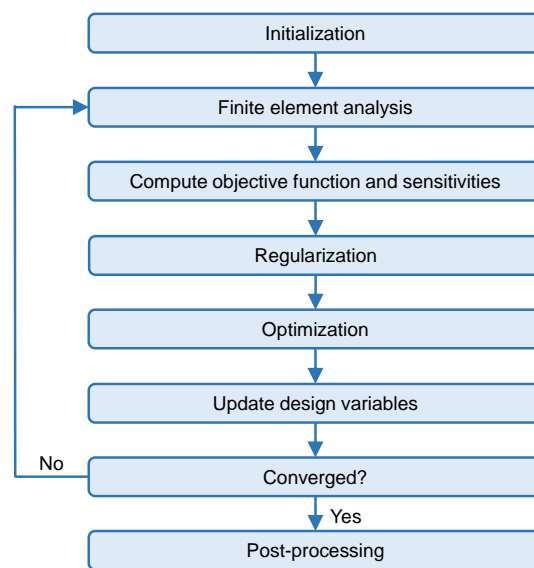 Initialization
Finite element analysis
Compute objective function and sensitivities
Regularization
Optimization
Update design variables
No
Converged?
Yes
Post-processing